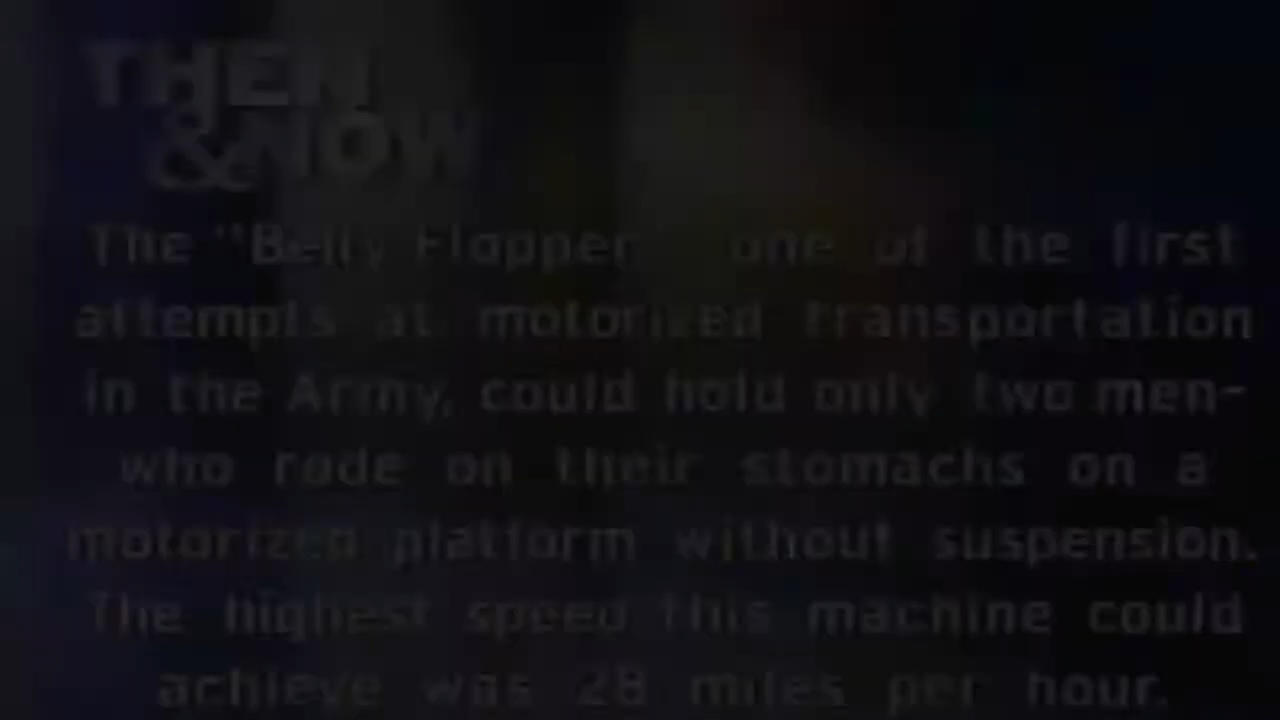 THEN
& NOW
The "Belly Flopper" one of the first
attempts at motorized transportation
in the Army, could hold only two men-
who rode on their stomachs on a
motorized platform without suspension.
The highest speed this machine could
achieve was 28 miles per hour.